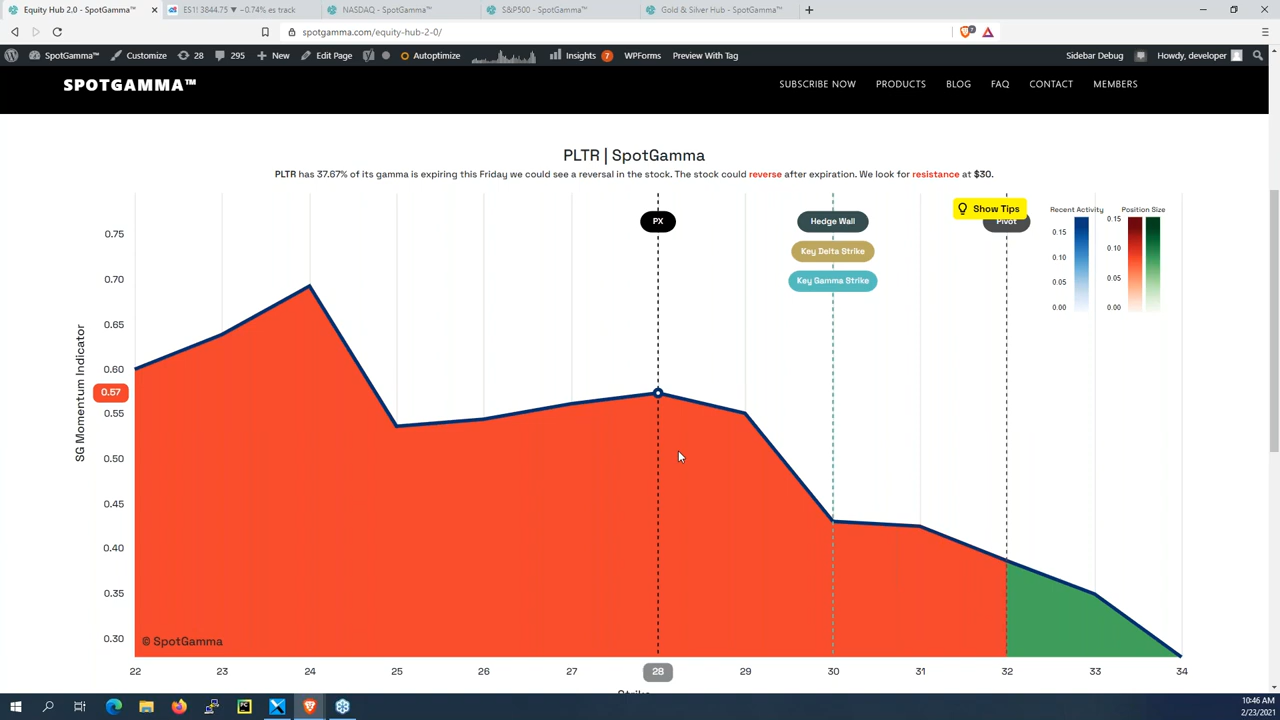 Equity Hub 2.0 - SpotGamma™
ES1! 3844.75 ▼ −0.74% es track
NASDAQ - SpotGamma™
S&P500 - SpotGamma™
Gold & Silver Hub - SpotGamma™
spotgamma.com/equity-hub-2-0/
SpotGamma™
Customize
28
295
New
Edit Page
Autoptimize
Insights
7
WPForms
Preview With Tag
Sidebar Debug
Howdy, developer
SPOTGAMMA™
SUBSCRIBE NOW
PRODUCTS
BLOG
FAQ
CONTACT
MEMBERS
PLTR | SpotGamma
PLTR has 37.67% of its gamma is expiring this Friday we could see a reversal in the stock. The stock could reverse after expiration. We look for resistance at $30.
Show Tips
Recent Activity
Position Size
PX
Hedge Wall
Pivot
Key Delta Strike
Key Gamma Strike
0.15
0.10
0.05
0.00
0.15
0.10
0.05
0.00
SG Momentum Indicator
0.75
0.70
0.65
0.60
0.57
0.55
0.50
0.45
0.40
0.35
0.30
© SpotGamma
22
23
24
25
26
27
28
29
30
31
32
33
34
Strike
10:46 AM
2/23/2021